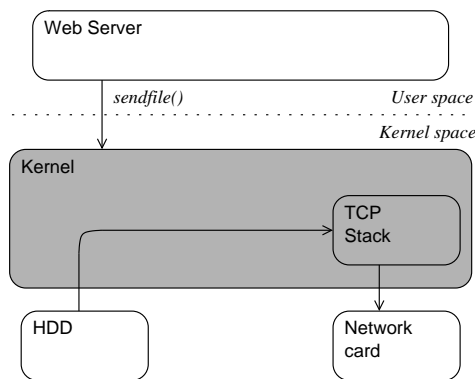 Web Server
sendfile()
User space
Kernel space
Kernel
TCP
Stack
HDD
Network
card